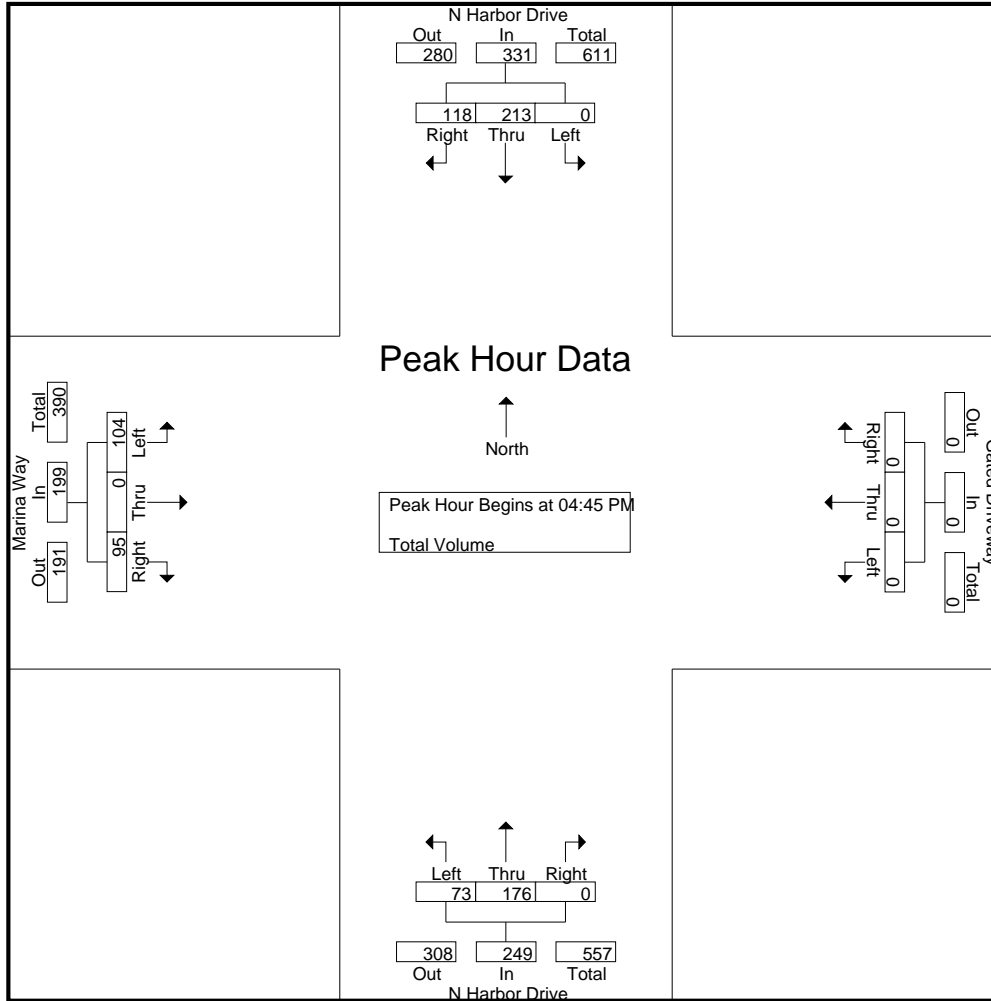 N Harbor Drive
Out In Total
280 331 611
118 213 0
Right Thru Left
Peak Hour Data
North
Peak Hour Begins at 04:45 PM
Total Volume
Marina Way
Out In Total
191 199 390
Right Thru Left
95 0 104
Gated Driveway
Out In Total
0 0 0
Right Thru Left
0 0 0
Left Thru Right
73 176 0
308 249 557
Out In Total
N Harbor Drive